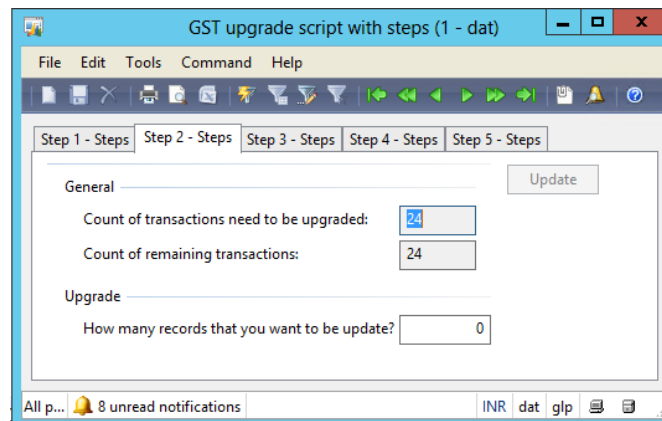 GST upgrade script with steps (1 - dat)
File Edit Tools Command Help
Step 1 - Steps Step 2 - Steps Step 3 - Steps Step 4 - Steps Step 5 - Steps
Update
General
Count of transactions need to be upgraded: 24
Count of remaining transactions: 24
Upgrade
How many records that you want to be update? 0
All p... 8 unread notifications INR dat glp